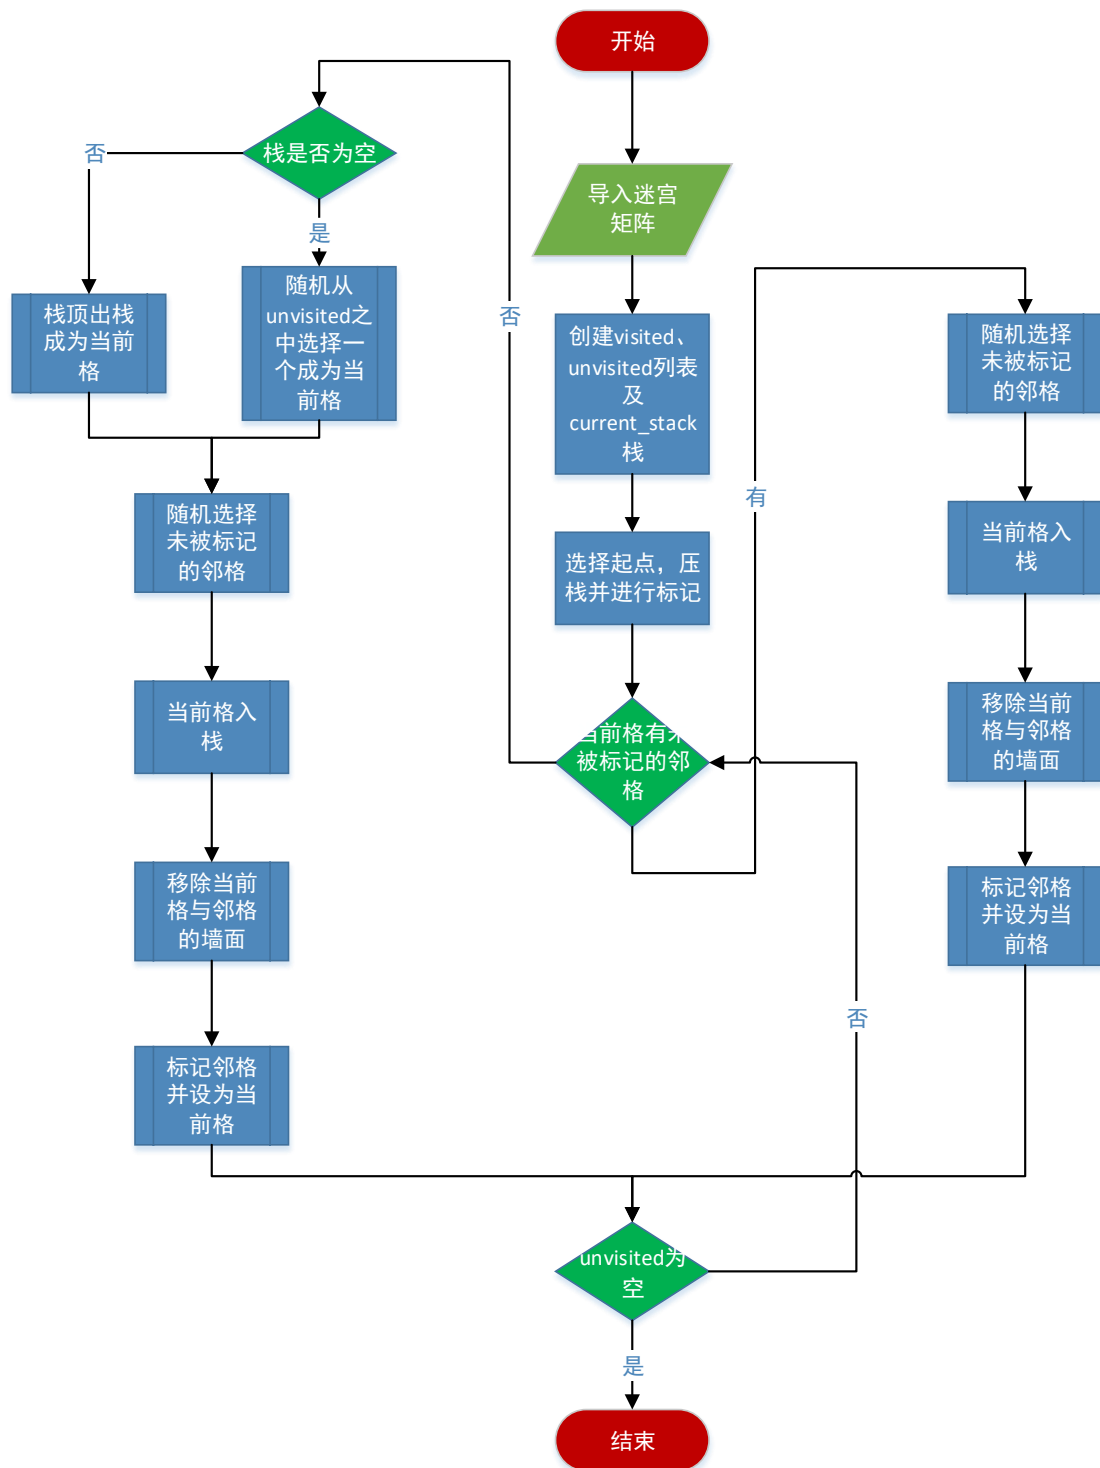 开始
导入迷宫
矩阵
创建visited、
unvisited列表
及
current_stack
栈
选择起点，压
栈并进行标记
当前格有未
被标记的邻
格
否
有
栈是否为空
否
是
栈顶出栈
成为当前
格
随机从
unvisited之
中选择一
个成为当
前格
随机选择
未被标记
的邻格
当前格入
栈
移除当前
格与邻格
的墙面
标记邻格
并设为当
前格
随机选择
未被标记
的邻格
当前格入
栈
移除当前
格与邻格
的墙面
标记邻格
并设为当
前格
unvisited为
空
否
是
结束